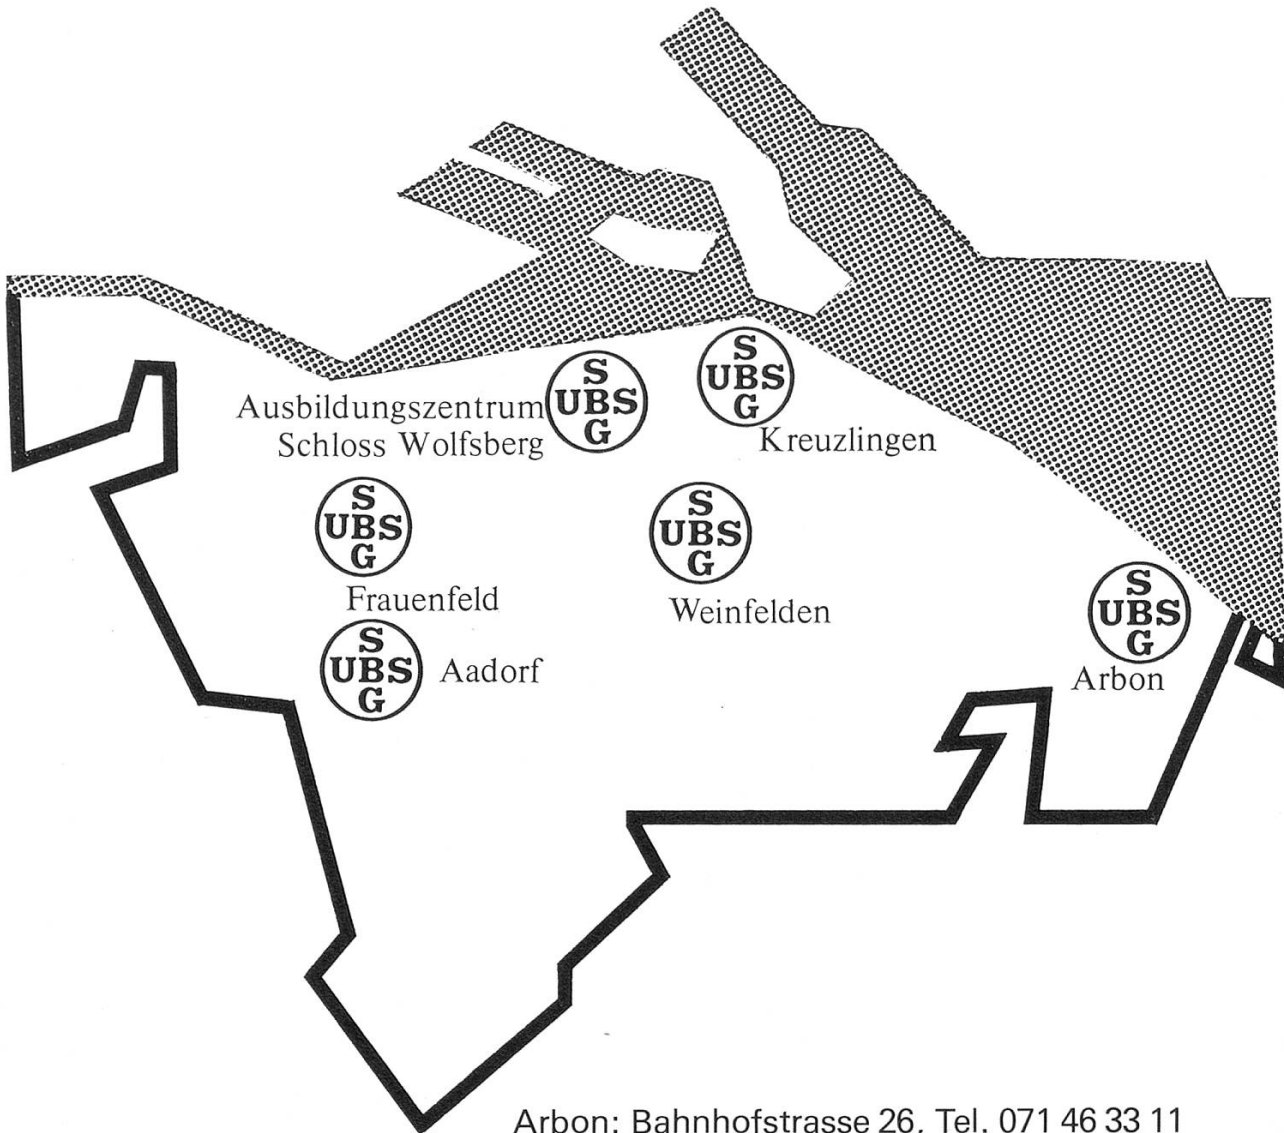 S
UBS
G
S
UBS
G
Ausbildungszentrum
Schloss Wolfsberg
Kreuzlingen
S
UBS
G
Frauenfeld
S
UBS
G
Weinfelden
S
UBS
G
Aadorf
S
UBS
G
Arbon
Arbon: Bahnhofstrasse 26, Tel. 071 46 33 11